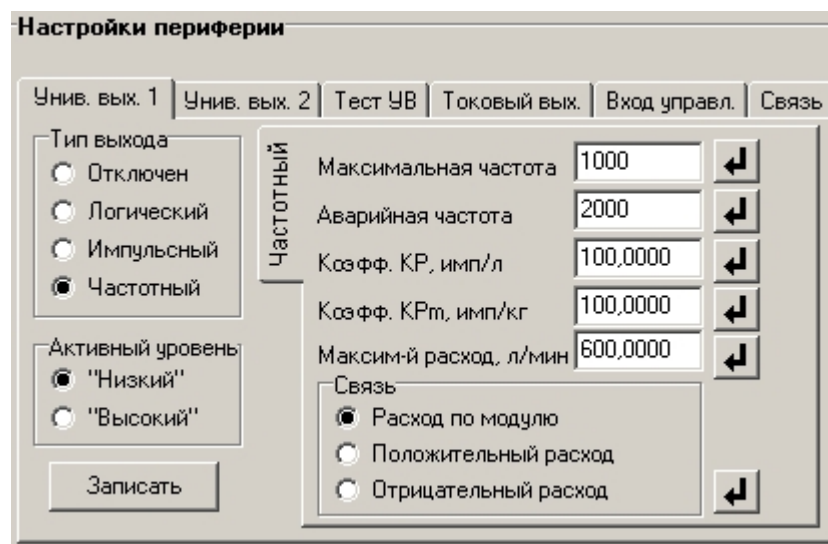 Настройки периферии
Унив. вых. 1 Унив. вых. 2 Тест УВ Токовый вых. Вход управл. Связь
Тип выхода
Отключен
Логический
Импульсный
Частотный
Активный уровень
"Низкий"
"Высокий"
Записать
Частотный
Максимальная частота 1000
Аварийная частота 2000
Коэфф. КР, имп/л 100,0000
Коэфф. КРm, имп/кг 100,0000
Максим-й расход, л/мин 600,0000
Связь
Расход по модулю
Положительный расход
Отрицательный расход